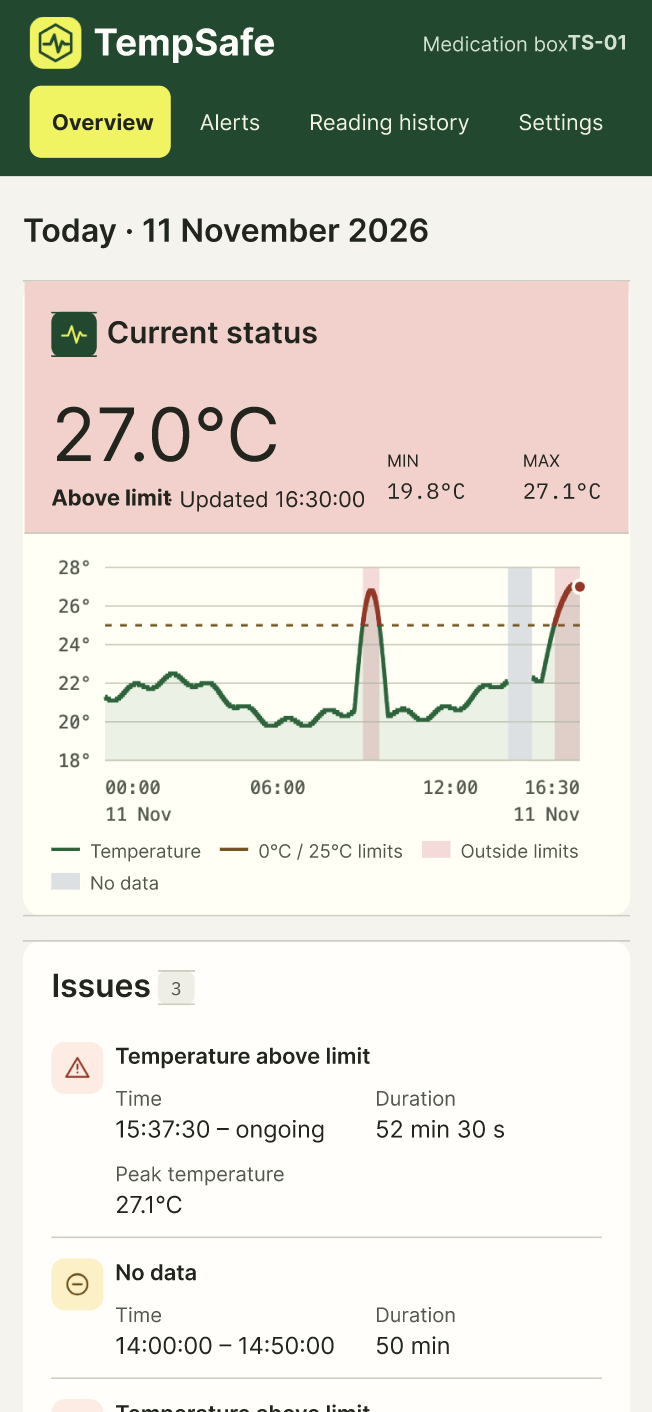 TempSafe
Medication boxTS-01
Overview Alerts Reading history Settings
Today · 11 November 2026
Current status
27.0°C
MIN MAX
19.8°C 27.1°C
Above limit Updated 16:30:00
28°
26°
24°
22°
20°
18°
00:00 06:00 12:00 16:30
11 Nov 11 Nov
Temperature 0°C / 25°C limits Outside limits
No data
Issues 3
Temperature above limit
Time Duration
15:37:30 – ongoing 52 min 30 s
Peak temperature
27.1°C
No data
Time Duration
14:00:00 – 14:50:00 50 min
Temperature above limit